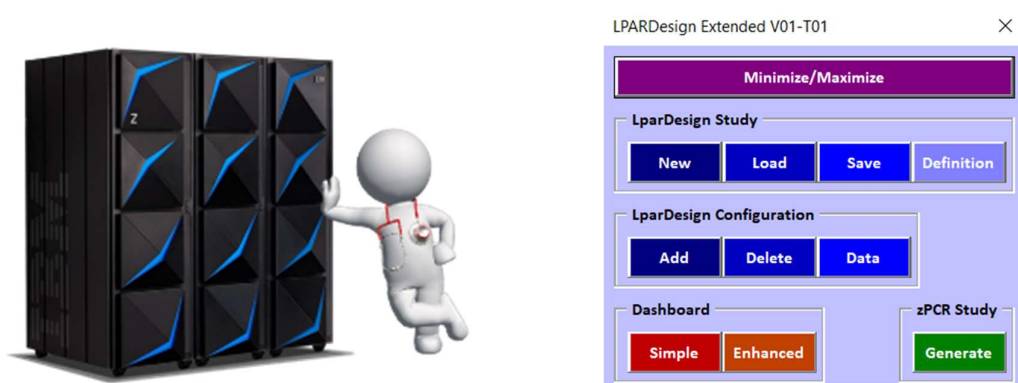 LPARDesign Extended V01-T01
Minimize/Maximize
LparDesign Study
New Load Save Definition
LparDesign Configuration
Add Delete Data
Dashboard zPCR Study
Simple Enhanced Generate
Z
IBM